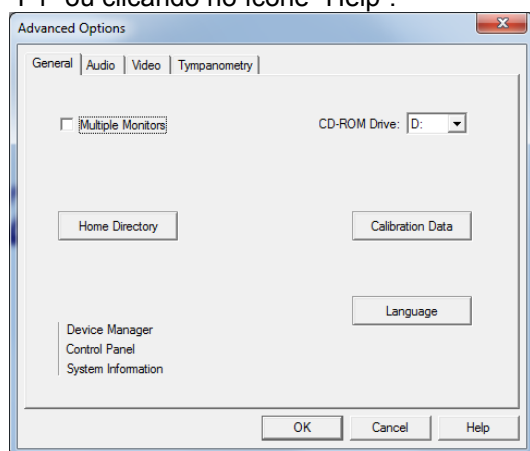 F1 ou clicando no ícone "Help".
Advanced Options
General Audio Video Tympanometry
Multiple Monitors CD-ROM Drive: D:
Home Directory Calibration Data
Language
Device Manager
Control Panel
System Information
OK Cancel Help